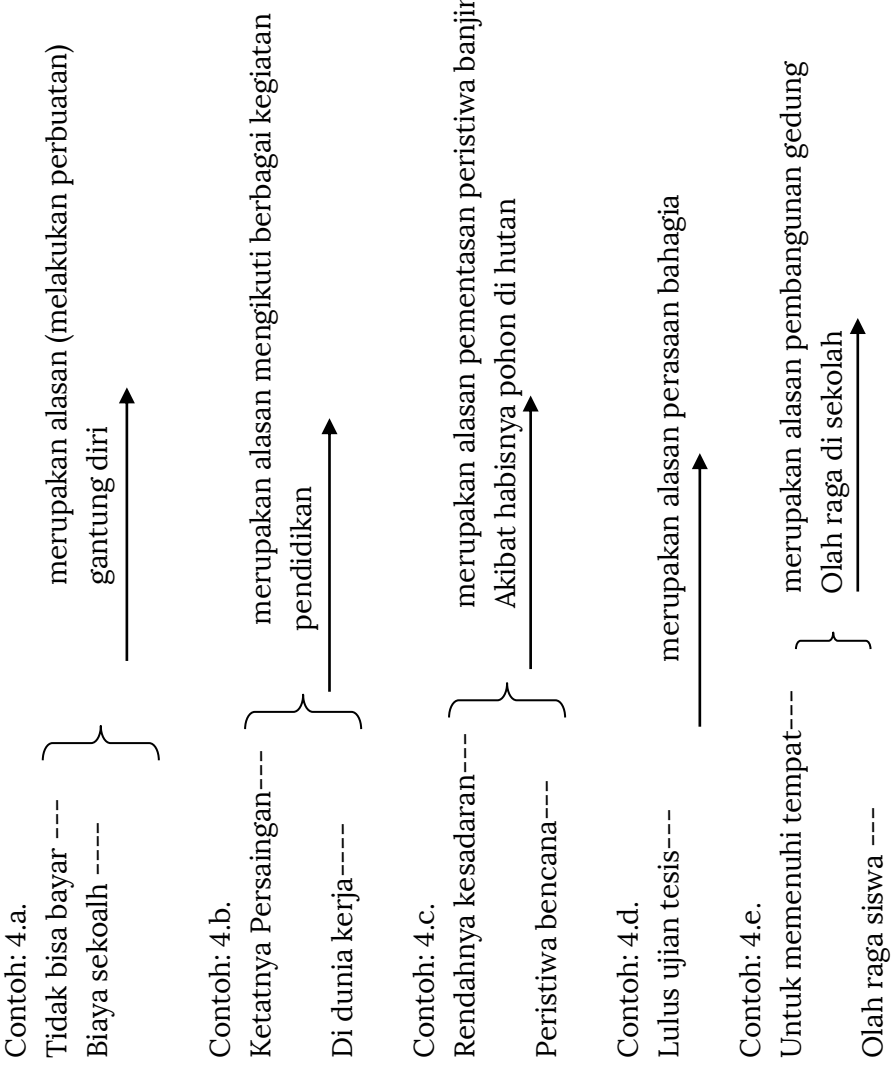 Contoh: 4.a.
Tidak bisa bayar ---- merupakan alasan (melakukan perbuatan)
Biaya sekoalh ----- gantung diri
Contoh: 4.b.
Ketatnya Persaingan---- merupakan alasan mengikuti berbagai kegiatan
pendidikan
Di dunia kerja-----
Contoh: 4.c.
Rendahnya kesadaran---- merupakan alasan pementasan peristiwa banjir
Akibat habisnya pohon di hutan
Peristiwa bencana----
Contoh: 4.d.
Lulus ujian tesis--- merupakan alasan perasaan bahagia
Contoh: 4.e.
Untuk memenuhi tempat---- merupakan alasan pembangunan gedung
Olah raga di sekolah
Olah raga siswa ----